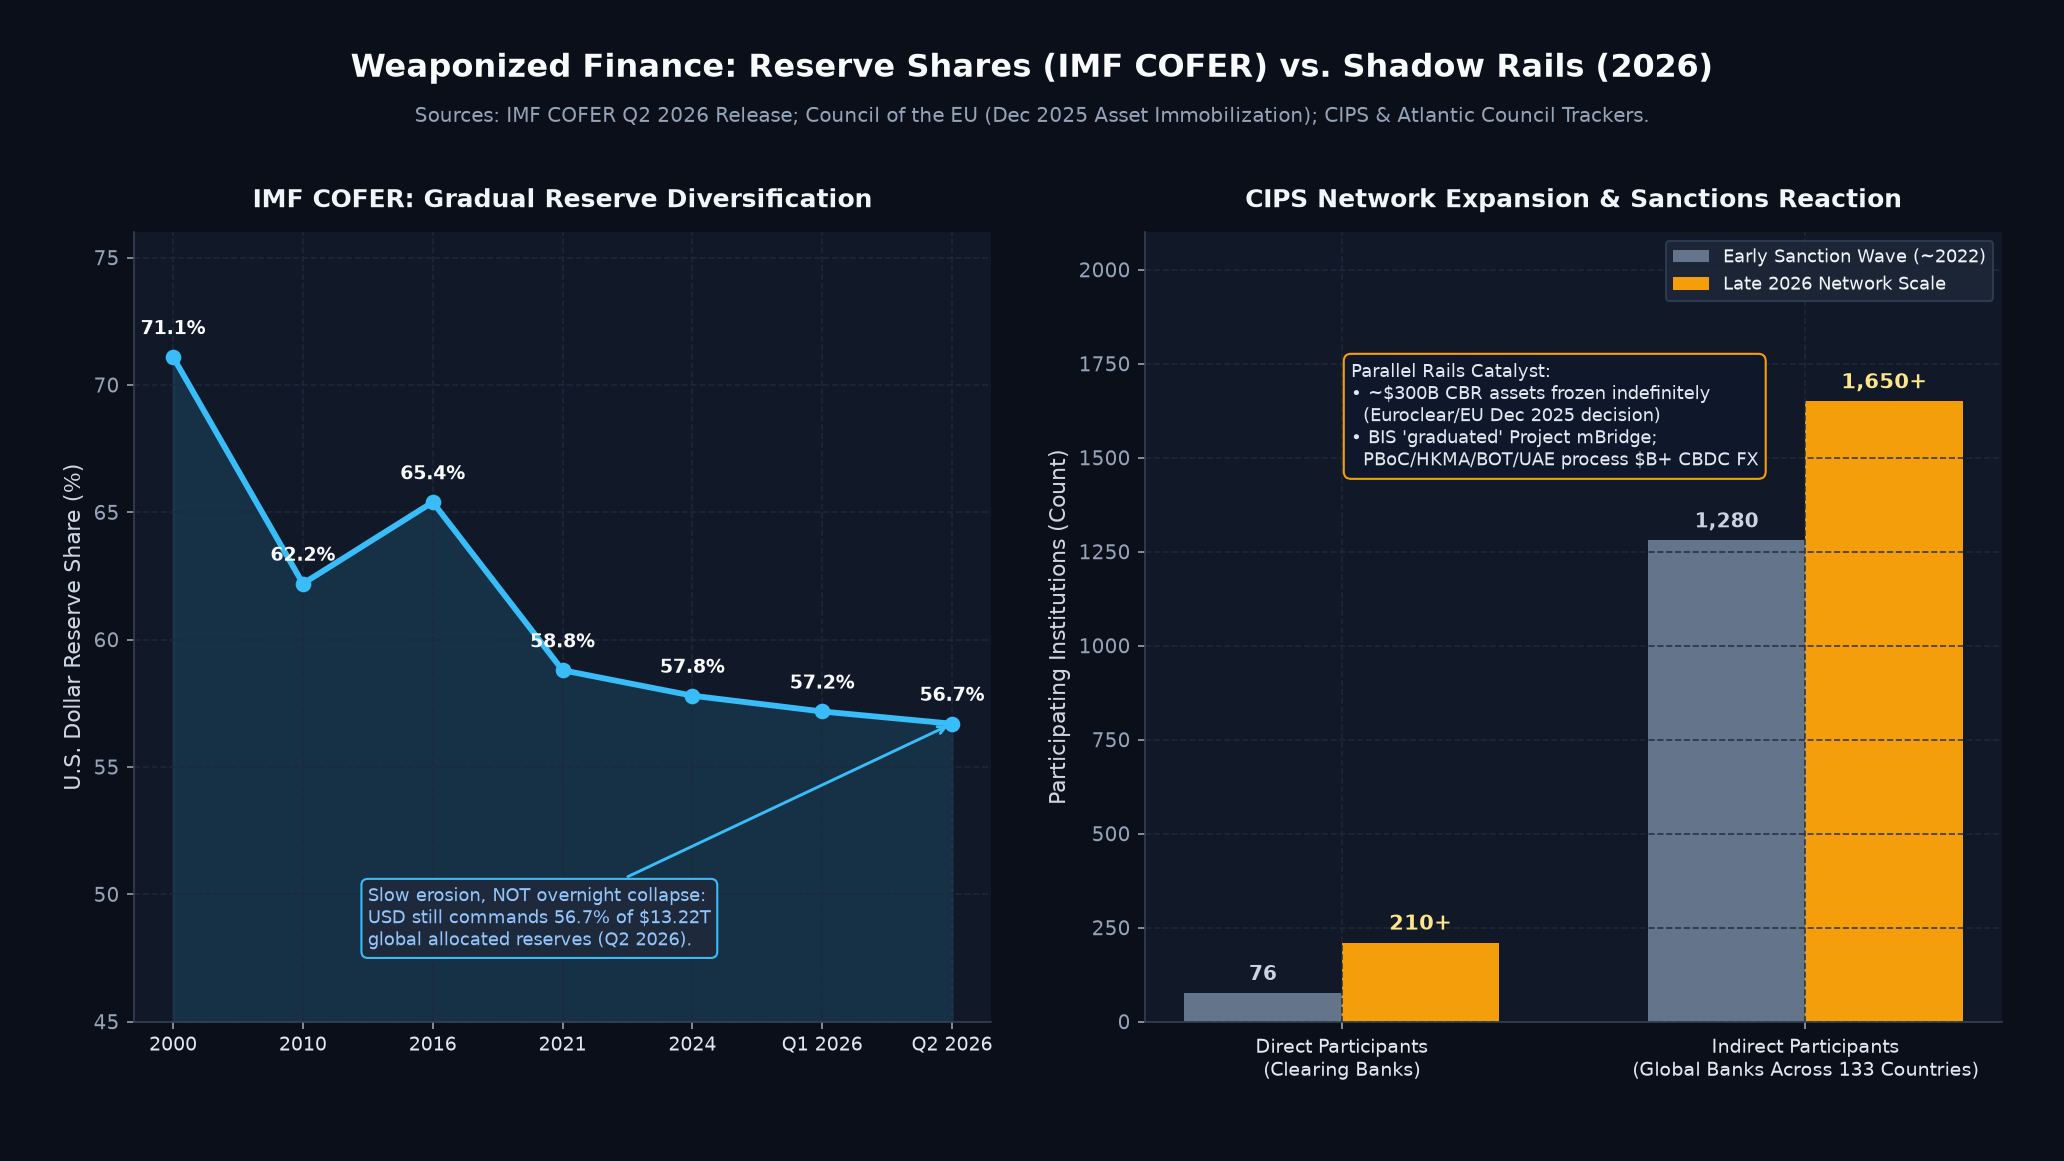 Weaponized Finance: Reserve Shares (IMF COFER) vs. Shadow Rails (2026)
Sources: IMF COFER Q2 2026 Release; Council of the EU (Dec 2025 Asset Immobilization); CIPS & Atlantic Council Trackers.
IMF COFER: Gradual Reserve Diversification
U.S. Dollar Reserve Share (%)
75
70
65
60
55
50
45
71.1%
62.2%
65.4%
58.8%
57.8%
57.2%
56.7%
Slow erosion, NOT overnight collapse:
USD still commands 56.7% of $13.22T
global allocated reserves (Q2 2026).
2000
2010
2016
2021
2024
Q1 2026
Q2 2026
CIPS Network Expansion & Sanctions Reaction
Participating Institutions (Count)
2000
1750
1500
1250
1000
750
500
250
0
Early Sanction Wave (~2022)
Late 2026 Network Scale
Parallel Rails Catalyst:
• ~$300B CBR assets frozen indefinitely
(Euroclear/EU Dec 2025 decision)
• BIS 'graduated' Project mBridge;
PBoC/HKMA/BOT/UAE process $B+ CBDC FX
76
210+
1,280
1,650+
Direct Participants
(Clearing Banks)
Indirect Participants
(Global Banks Across 133 Countries)